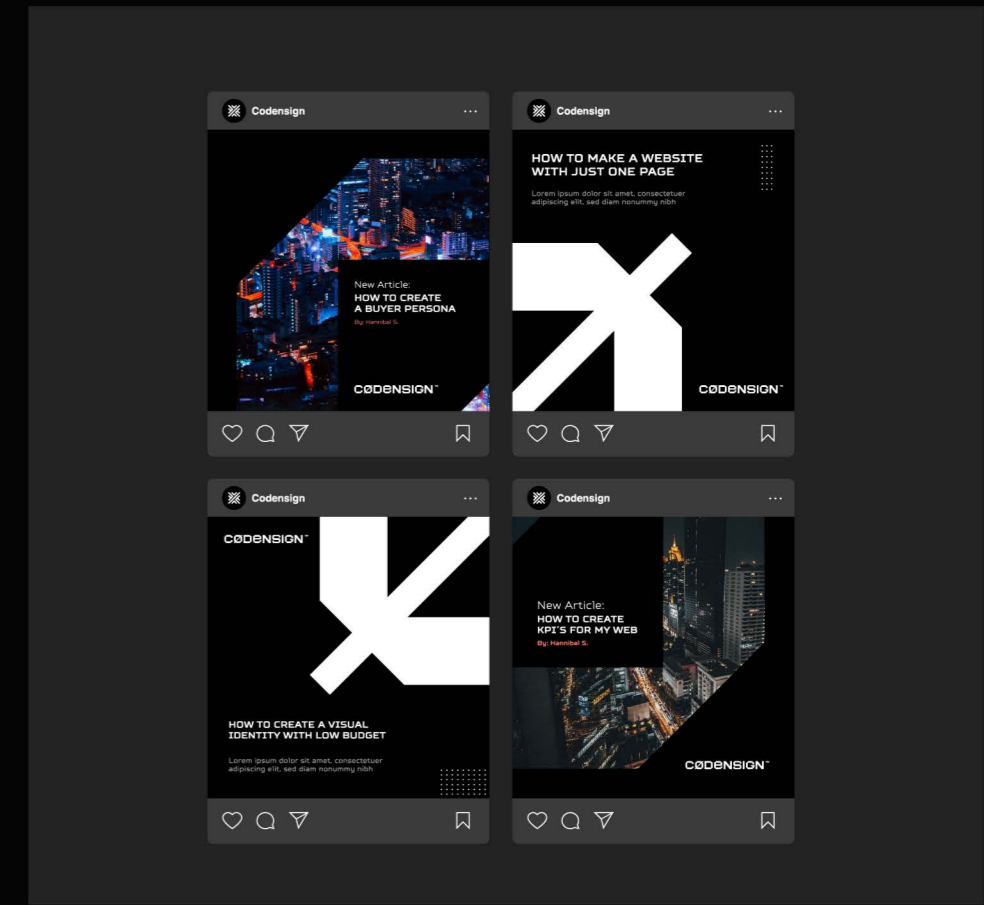 Codensign
New Article:
HOW TO CREATE
A BUYER PERSONA
By: Hannibal S.
CØDENSIGN™
Codensign
HOW TO MAKE A WEBSITE
WITH JUST ONE PAGE
Lorem ipsum dolor sit amet, consectetuer
adipiscing elit, sed diam nonummy nibh
CØDENSIGN™
Codensign
CØDENSIGN™
HOW TO CREATE A VISUAL
IDENTITY WITH LOW BUDGET
Lorem ipsum dolor sit amet, consectetuer
adipiscing elit, sed diam nonummy nibh
Codensign
New Article:
HOW TO CREATE
KPI'S FOR MY WEB
By: Hannibal S.
CØDENSIGN™